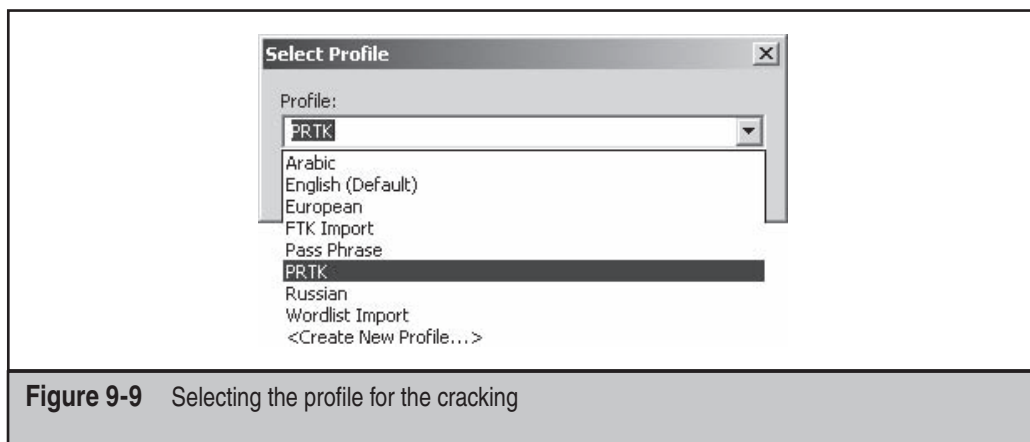 Select Profile
Profile:
PRTK
Arabic
English (Default)
European
FTK Import
Pass Phrase
PRTK
Russian
Wordlist Import
<Create New Profile...>
Figure 9-9 Selecting the profile for the cracking